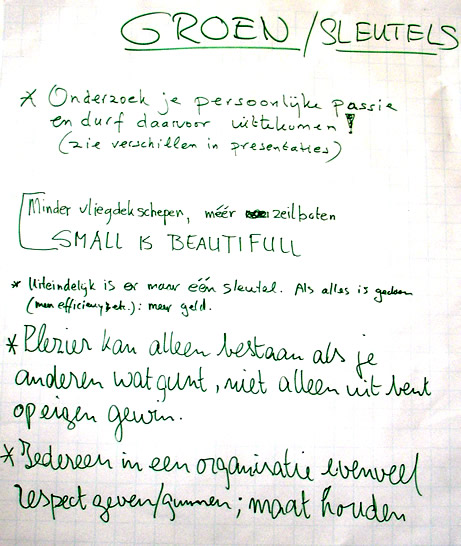 GROEN / SLEUTELS
* Onderzoek je persoonlijke passie
en durf daarvoor uittekomen!
(zie verschillen in presentaties)
Minder vliegdekschepen, méér zeilboten
SMALL IS BEAUTIFULL
* Uiteindelijk is er maar één sleutel. Als alles is gedaan
(men efficiency etc.): meer geld.
* Plezier kan alleen bestaan als je
anderen wat gunt, niet alleen uit bent
op eigen gewin.
* Iedereen in een organisatie evenveel
respect geven/gunnen; maat houden